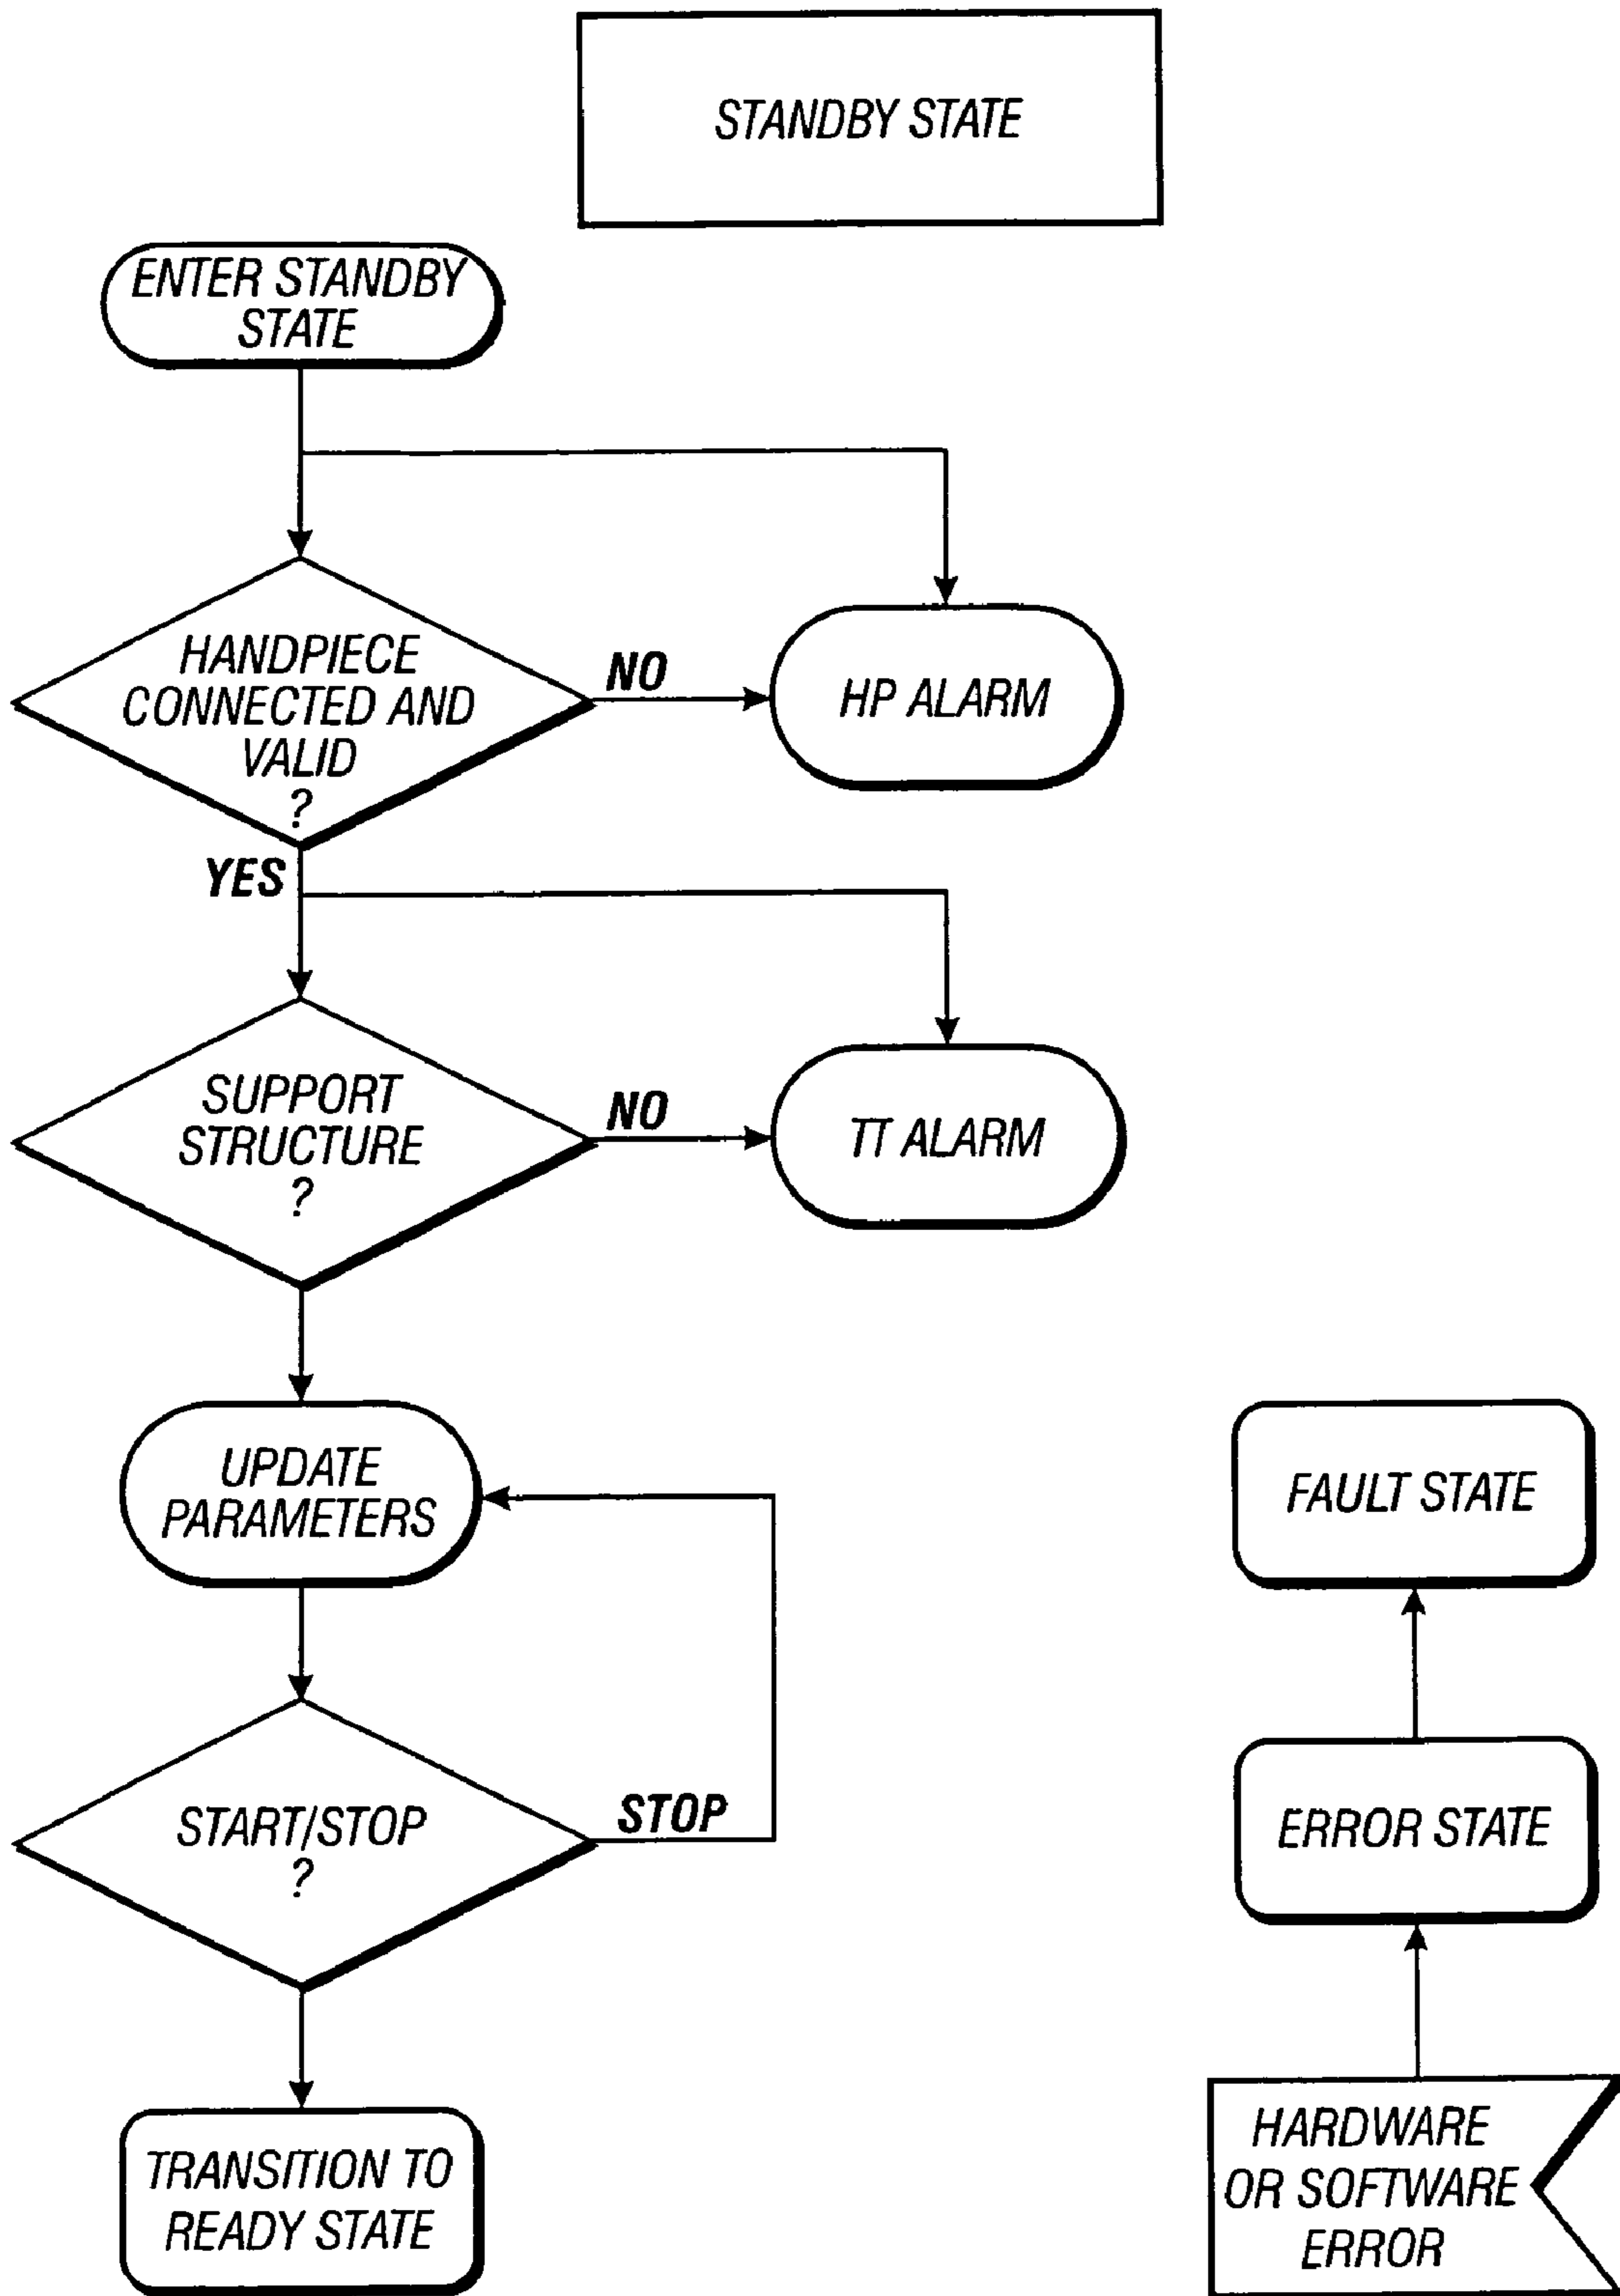 STANDBY STATE
ENTER STANDBY
STATE
HANDPIECE
CONNECTED AND
VALID
?
NO
HP ALARM
YES
SUPPORT
STRUCTURE
?
NO
TT ALARM
UPDATE
PARAMETERS
START/STOP
?
STOP
TRANSITION TO
READY STATE
FAULT STATE
ERROR STATE
HARDWARE
OR SOFTWARE
ERROR